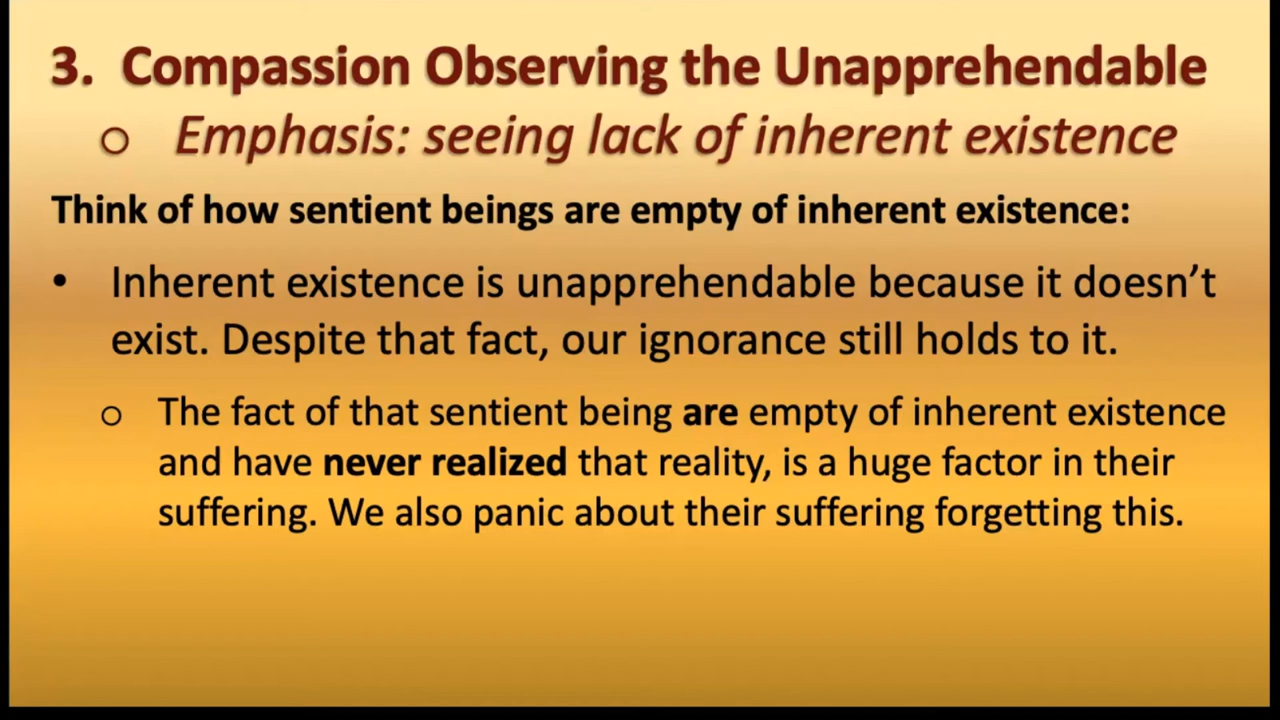 3. Compassion Observing the Unapprehendable
o Emphasis: seeing lack of inherent existence
Think of how sentient beings are empty of inherent existence:
• Inherent existence is unapprehendable because it doesn’t
exist. Despite that fact, our ignorance still holds to it.
o The fact of that sentient being are empty of inherent existence
and have never realized that reality, is a huge factor in their
suffering. We also panic about their suffering forgetting this.